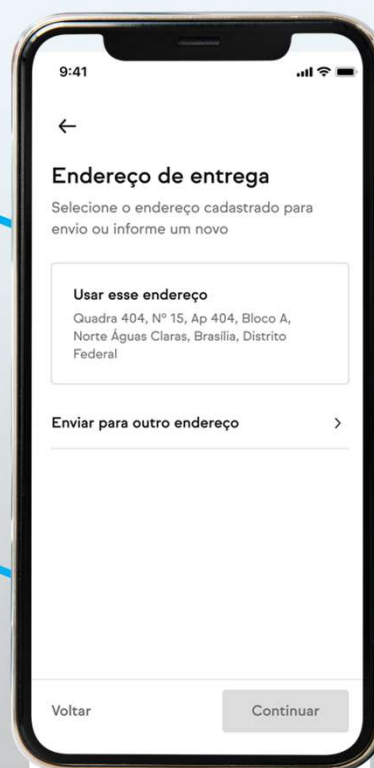 9:41
Endereço de entrega
Selecione o endereço cadastrado para
envio ou informe um novo
Usar esse endereço
Quadra 404, Nº 15, Ap 404, Bloco A,
Norte Águas Claras, Brasília, Distrito
Federal
Enviar para outro endereço
Voltar
Continuar